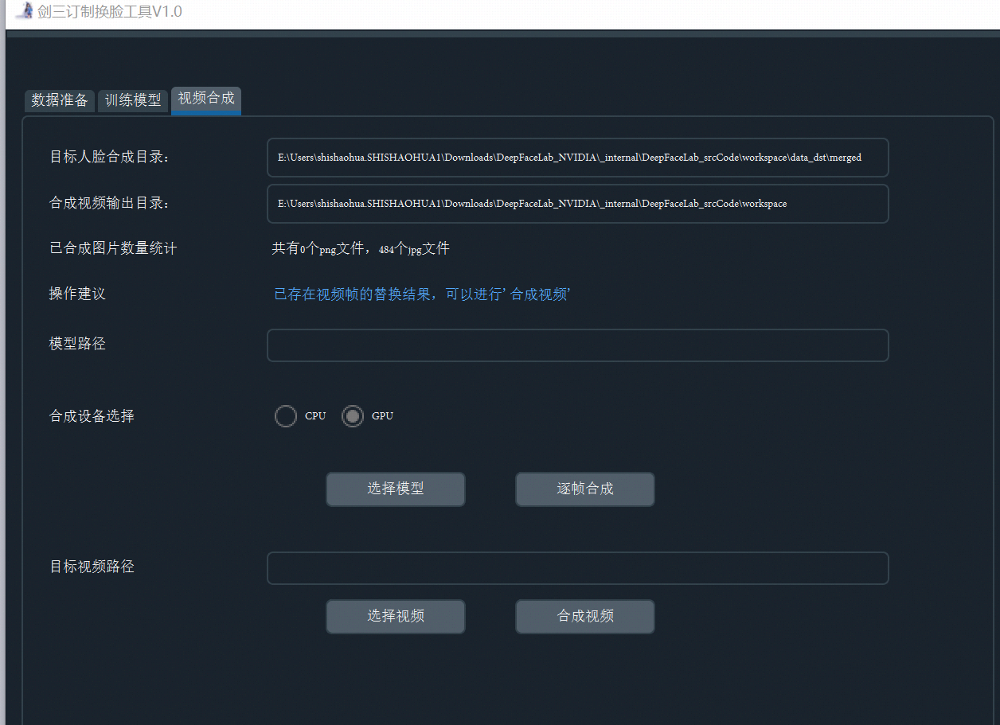 剑三订制换脸工具V1.0
数据准备 训练模型 视频合成
目标人脸合成目录: E:\Users\shishaohua.SHISHAOHUA1\Downloads\DeepFaceLab_NVIDIA\_internal\DeepFaceLab_srcCode\workspace\data_dst\merged
合成视频输出目录: E:\Users\shishaohua.SHISHAOHUA1\Downloads\DeepFaceLab_NVIDIA\_internal\DeepFaceLab_srcCode\workspace
已合成图片数量统计 共有0个png文件，484个jpg文件
操作建议 已存在视频帧的替换结果，可以进行'合成视频'
模型路径
合成设备选择 CPU GPU
选择模型 逐帧合成
目标视频路径
选择视频 合成视频